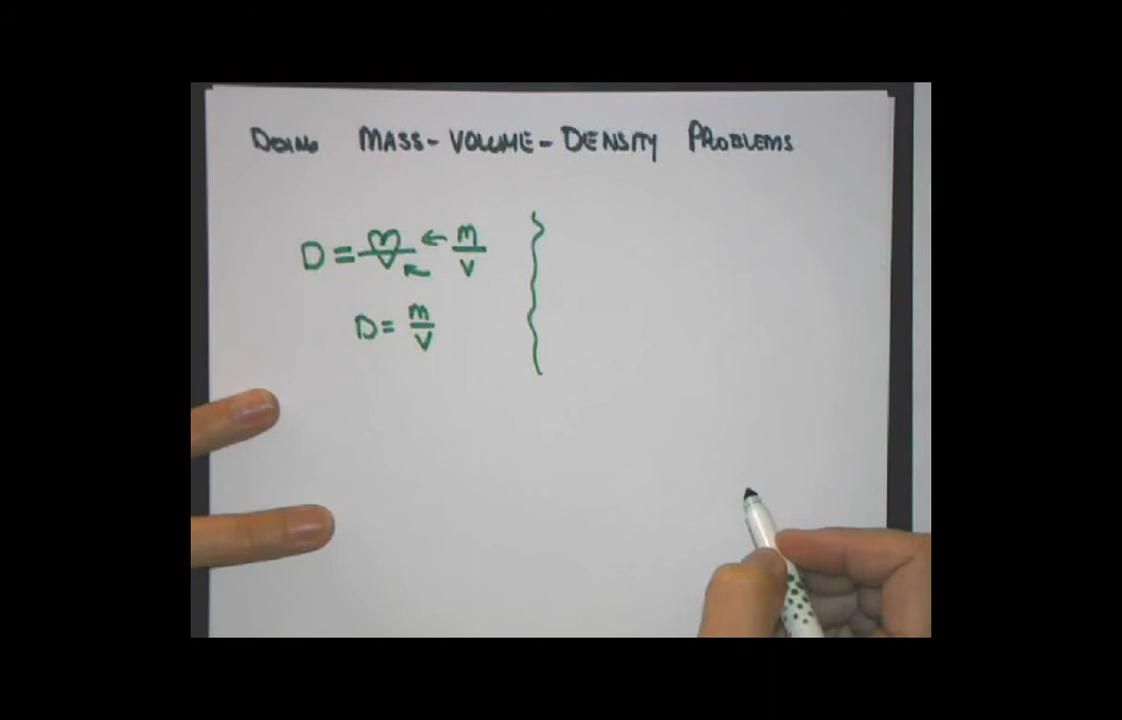 DOING MASS-VOLUME-DENSITY PROBLEMS
D = m/V ← m/V
D = m/V